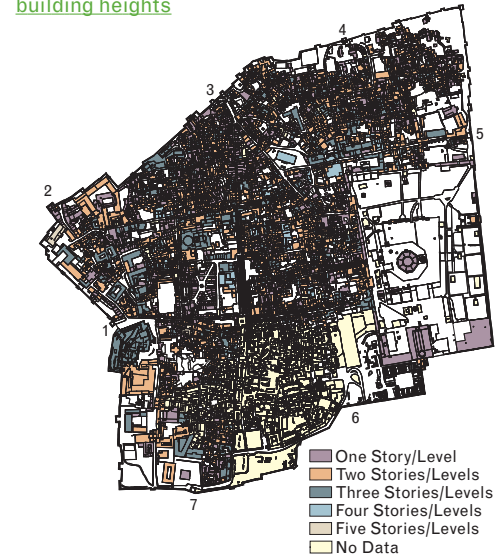 building heights
4
3
5
2
1
6
7
One Story/Level
Two Stories/Levels
Three Stories/Levels
Four Stories/Levels
Five Stories/Levels
No Data